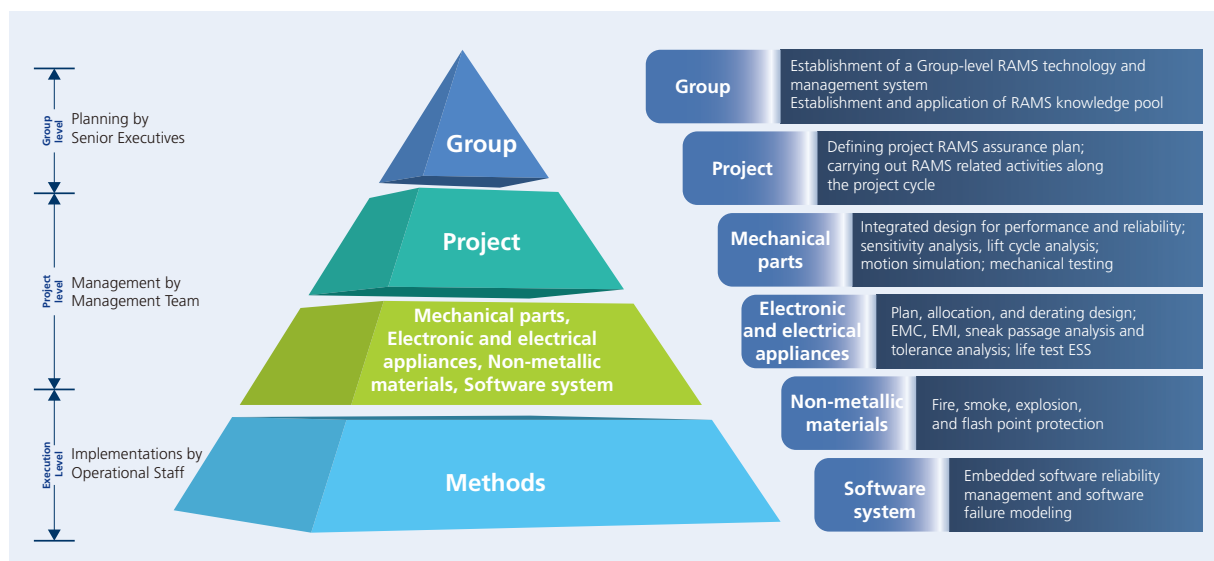 Group
level
Planning by
Senior Executives
Project
level
Management by
Management Team
Execution
Level
Implementations by
Operational Staff
Group
Project
Mechanical parts,
Electronic and electrical
appliances, Non-metallic
materials, Software system
Methods
Group
Establishment of a Group-level RAMS technology and
management system
Establishment and application of RAMS knowledge pool
Project
Defining project RAMS assurance plan;
carrying out RAMS related activities along
the project cycle
Mechanical
parts
Integrated design for performance and reliability;
sensitivity analysis, lift cycle analysis;
motion simulation; mechanical testing
Electronic
and electrical
appliances
Plan, allocation, and derating design;
EMC, EMI, sneak passage analysis and
tolerance analysis; life test ESS
Non-metallic
materials
Fire, smoke, explosion,
and flash point protection
Software
system
Embedded software reliability
management and software
failure modeling